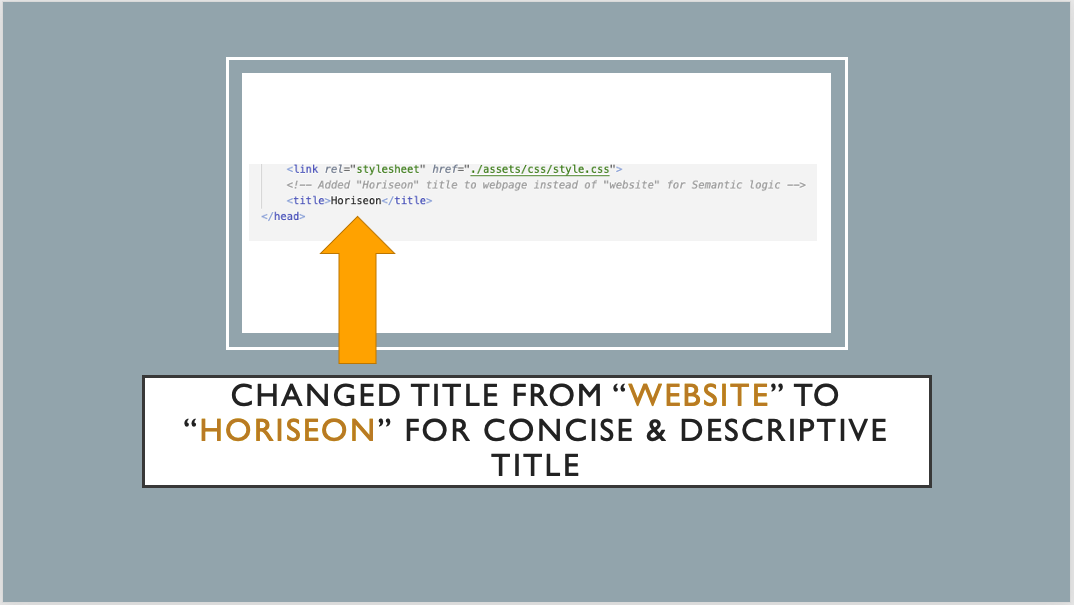 <link rel="stylesheet" href="./assets/css/style.css">
<!-- Added "Horiseon" title to webpage instead of "website" for Semantic logic -->
<title>Horiseon</title>
</head>
CHANGED TITLE FROM “WEBSITE” TO
“HORISEON” FOR CONCISE & DESCRIPTIVE
TITLE